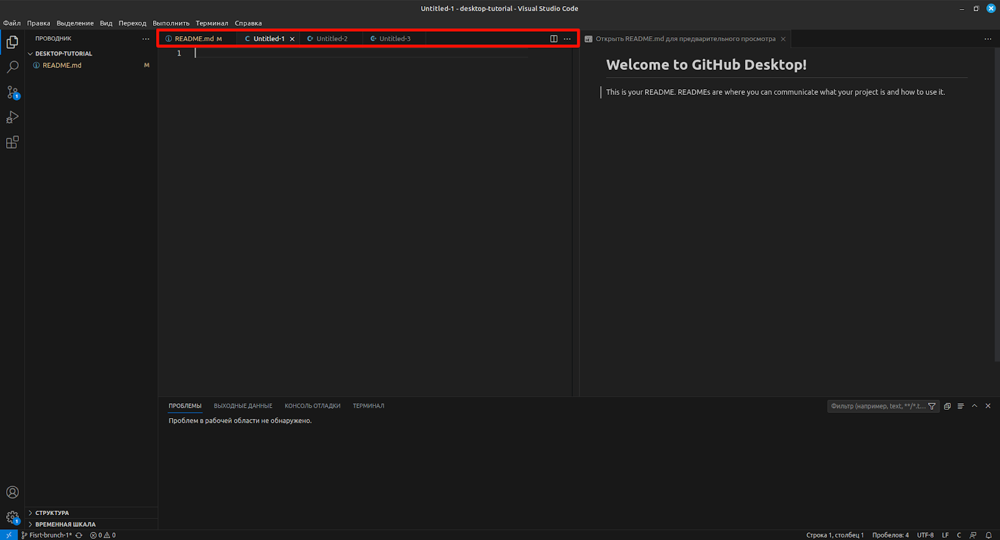 Untitled-1 - desktop-tutorial - Visual Studio Code
Файл Правка Выделение Вид Переход Выполнить Терминал Справка
ПРОВОДНИК
DESKTOP-TUTORIAL
README.md M
README.md M Untitled-1 Untitled-2 Untitled-3
1
Открыть README.md для предварительного просмотра
Welcome to GitHub Desktop!
This is your README. READMEs are where you can communicate what your project is and how to use it.
ПРОБЛЕМЫ ВЫХОДНЫЕ ДАННЫЕ КОНСОЛЬ ОТЛАДКИ ТЕРМИНАЛ
Фильтр (например, text, **/*.t...
Проблем в рабочей области не обнаружено.
1
1
СТРУКТУРА
ВРЕМЕННАЯ ШКАЛА
Fisrt-brunch-1* 0 0
Строка 1, столбец 1 Пробелов: 4 UTF-8 LF C